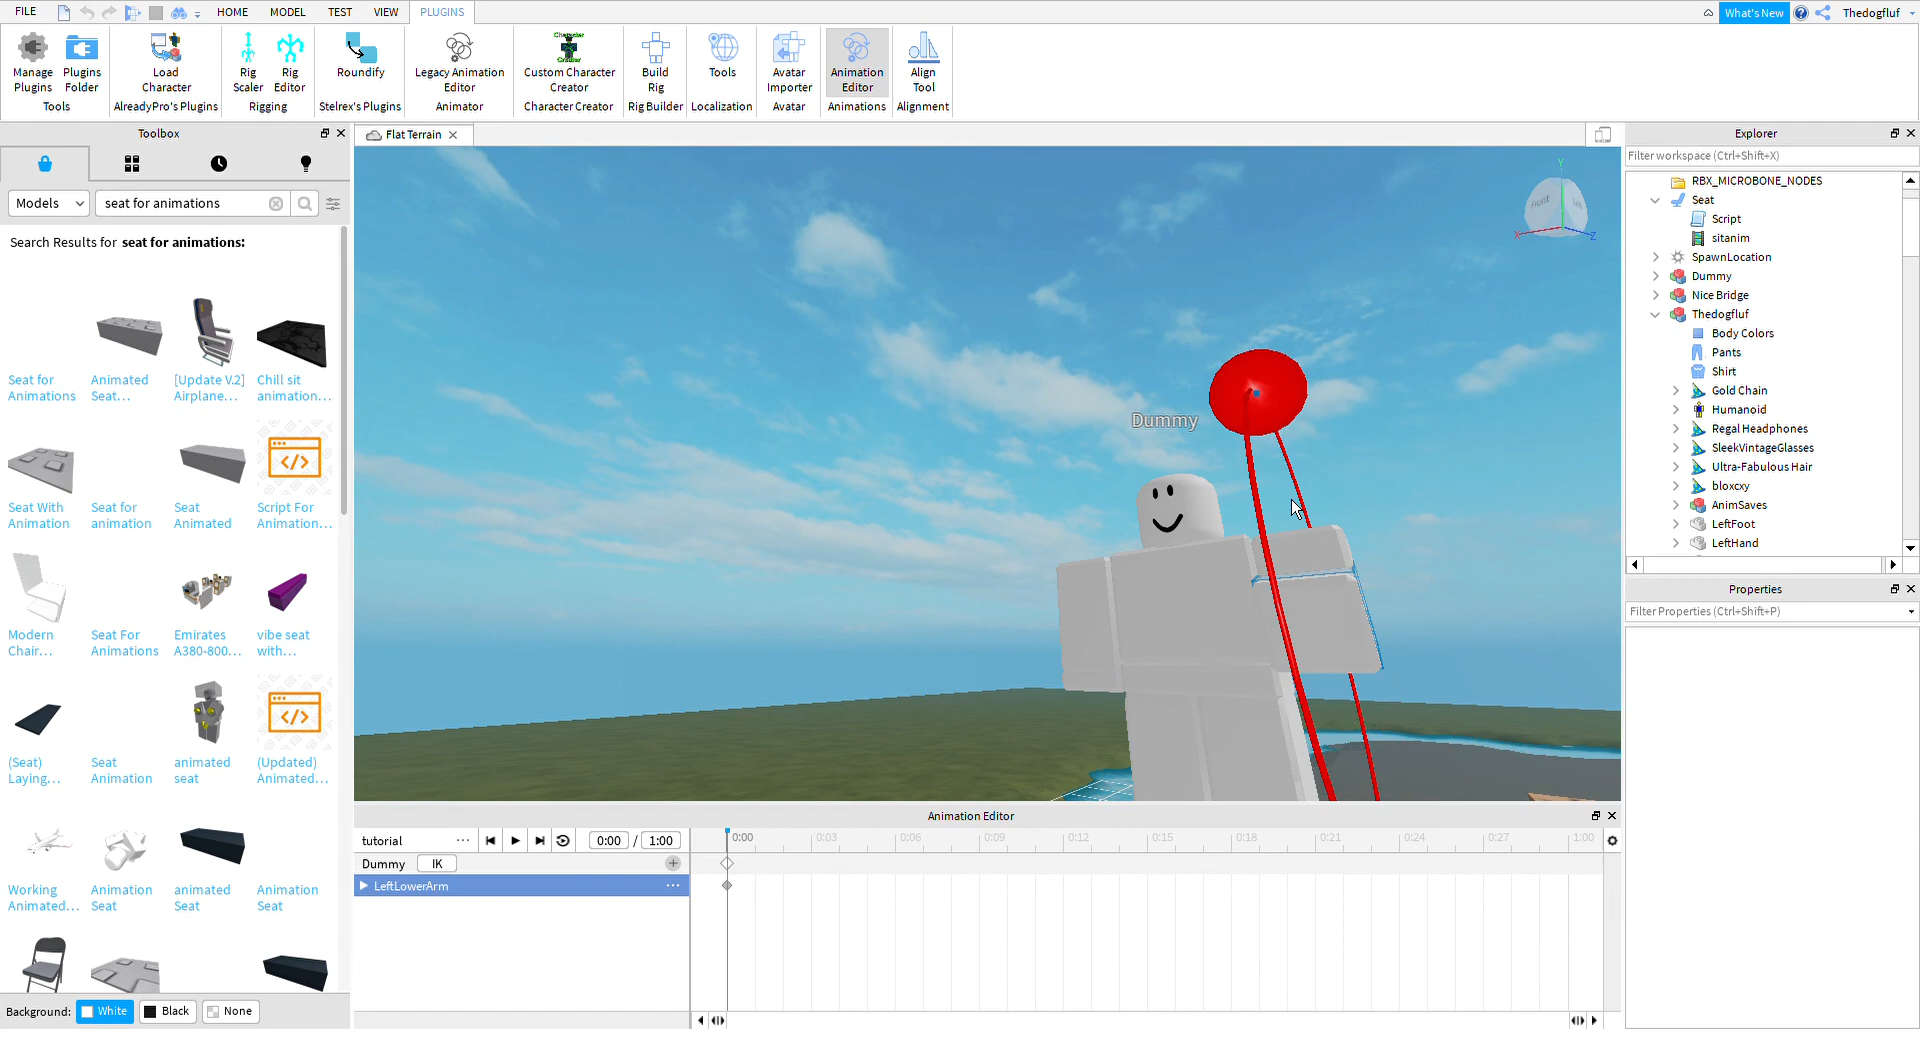 FILE HOME MODEL TEST VIEW PLUGINS What's New Thedogfluf
Manage Plugins Plugins Folder Load Character Rig Scaler Rig Editor Roundify Legacy Animation Editor Character Creator Custom Character Creator Build Rig Tools Avatar Importer Animation Editor Align Tool
Tools AlreadyPro's Plugins Rigging Stelrex's Plugins Animator Character Creator Rig Builder Localization Avatar Animations Alignment
Toolbox
Models seat for animations
Search Results for seat for animations:
Seat for Animations
Animated Seat...
[Update V.2] Airplane...
Chill sit animation...
Seat With Animation
Seat for animation
Seat Animated
Script For Animation...
Modern Chair...
Seat For Animations
Emirates A380-800...
vibe seat with...
(Seat) Laying...
Seat Animation
animated seat
(Updated) Animated...
Working Animated...
Animation Seat
animated Seat
Animation Seat
Background: White Black None
Flat Terrain
Y
Front
X
Z
Dummy
Animation Editor
tutorial 0:00 / 1:00 0:00 0:03 0:06 0:09 0:12 0:15 0:18 0:21 0:24 0:27 1:00
Dummy IK
LeftLowerArm
Explorer
Filter workspace (Ctrl+Shift+X)
RBX_MICROBONE_NODES
Seat
Script
sitanim
SpawnLocation
Dummy
Nice Bridge
Thedogfluf
Body Colors
Pants
Shirt
Gold Chain
Humanoid
Regal Headphones
SleekVintageGlasses
Ultra-Fabulous Hair
bloxcxy
AnimSaves
LeftFoot
LeftHand
Properties
Filter Properties (Ctrl+Shift+P)